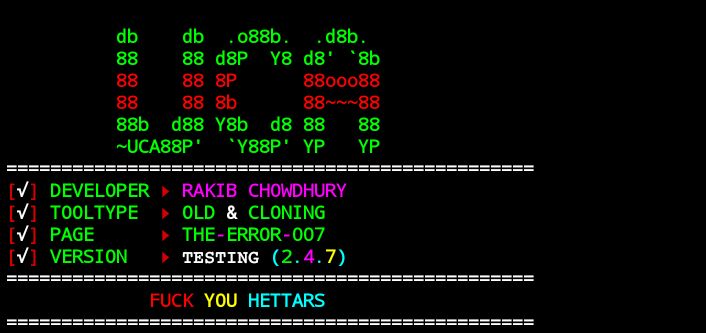 db    db  .o88b.  .d8b.
88    88 d8P  Y8 d8' `8b
88    88 8P      88ooo88
88    88 8b      88~~~88
88b  d88 Y8b  d8 88   88
~UCA88P'  `Y88P' YP   YP
================================================
[√] DEVELOPER ▸ RAKIB CHOWDHURY
[√] TOOLTYPE  ▸ OLD & CLONING
[√] PAGE      ▸ THE-ERROR-OO7
[√] VERSION   ▸ TESTING (2.4.7)
================================================
FUCK YOU HETTARS
================================================